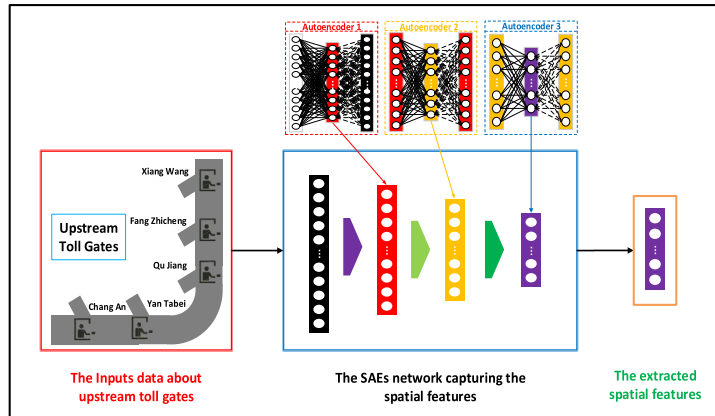 Autoencoder 1
Autoencoder 2
Autoencoder 3
Xiang Wang
Upstream
Toll Gates
Fang Zhicheng
Qu Jiang
Chang An
Yan Tabei
The Inputs data about
upstream toll gates
The SAEs network capturing the
spatial features
The extracted
spatial features